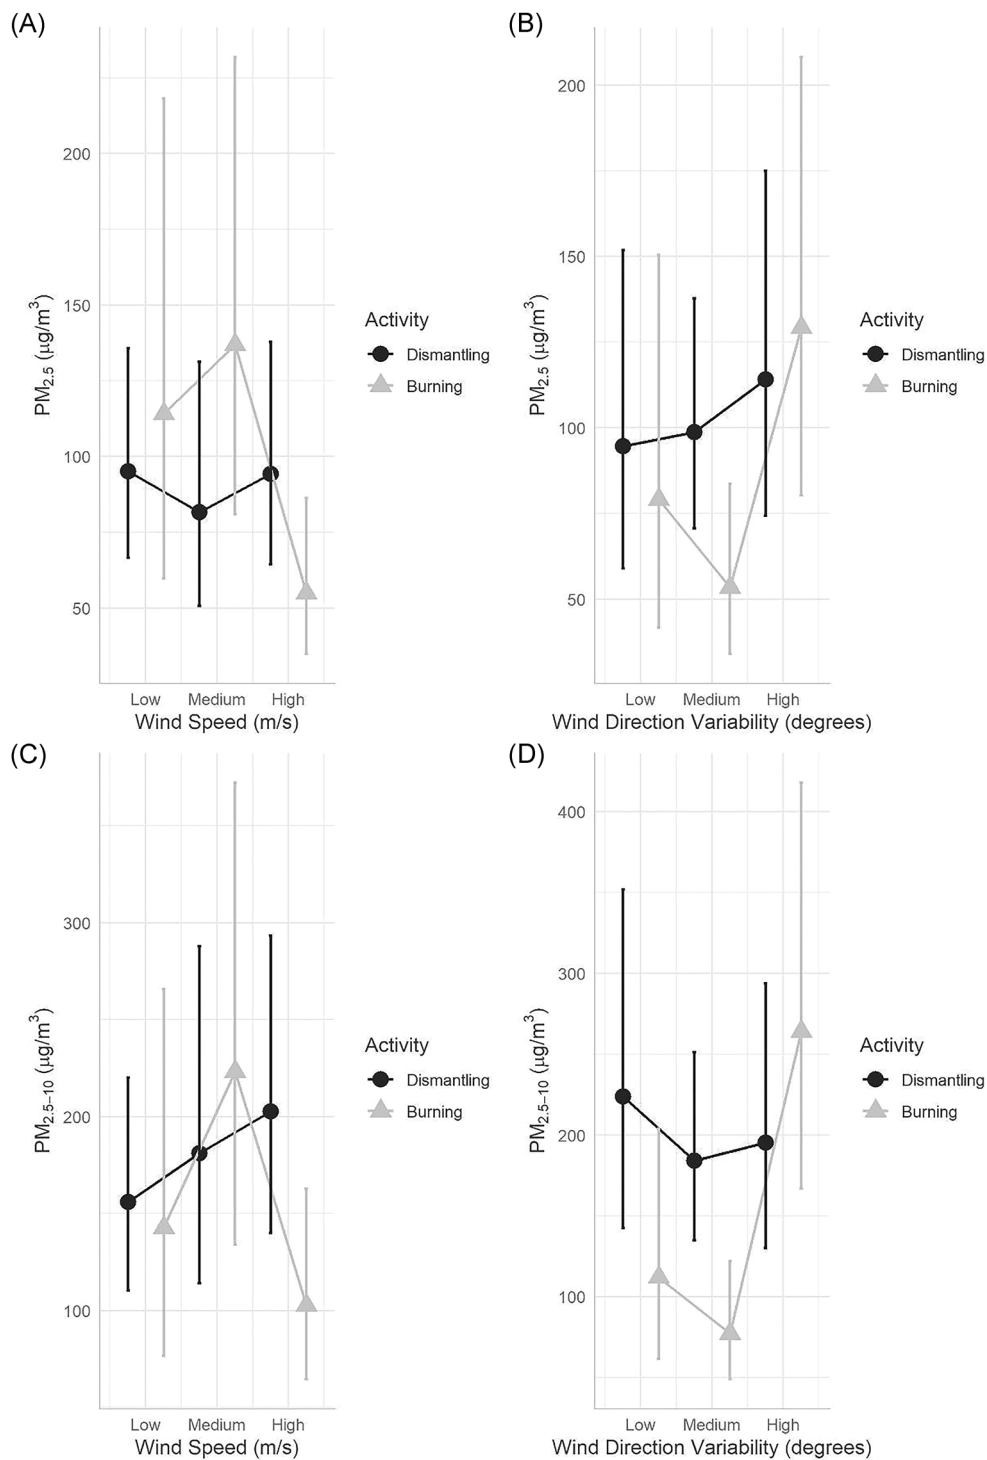 (A)
PM2.5 (μg/m3)
200
150
100
50
Low Medium High
Wind Speed (m/s)
Activity
Dismantling
Burning
(B)
PM2.5 (μg/m3)
200
150
100
50
Low Medium High
Wind Direction Variability (degrees)
Activity
Dismantling
Burning
(C)
PM2.5–10 (μg/m3)
300
200
100
Low Medium High
Wind Speed (m/s)
Activity
Dismantling
Burning
(D)
PM2.5–10 (μg/m3)
400
300
200
100
Low Medium High
Wind Direction Variability (degrees)
Activity
Dismantling
Burning